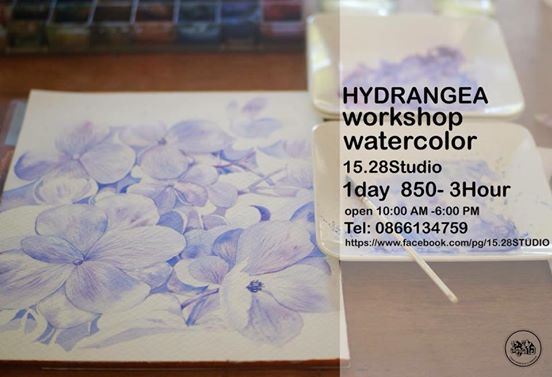 HYDRANGEA
workshop
watercolor
15.28Studio
1day 850- 3Hour
open 10:00 AM -6:00 PM
Tel: 0866134759
https://www.facebook.com/pg/15.28STUDIO